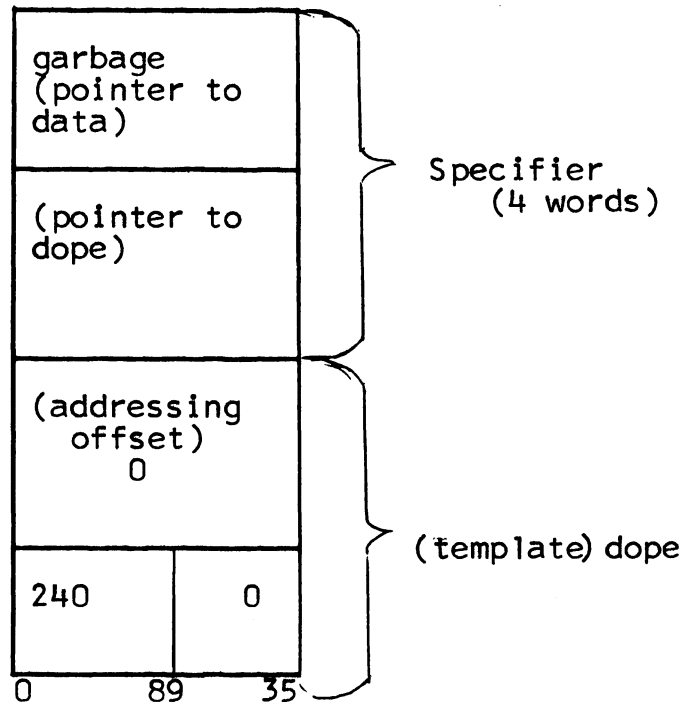 garbage
(pointer to
data)
Specifier
(4 words)
(pointer to
dope)
(addressing
offset)
0
(template) dope
240 0
0 89 35